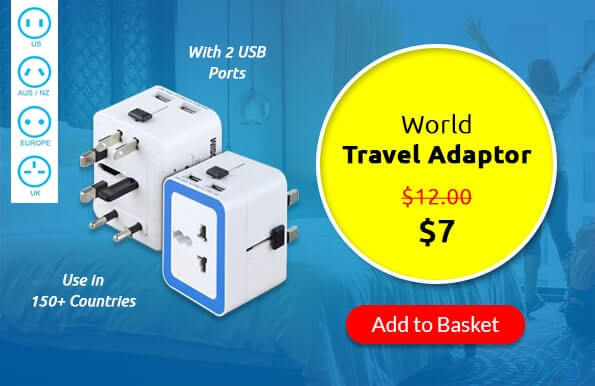 US
AUS / NZ
EUROPE
UK
With 2 USB
Ports
Use in
150+ Countries
World
Travel Adaptor
$12.00
$7
Add to Basket